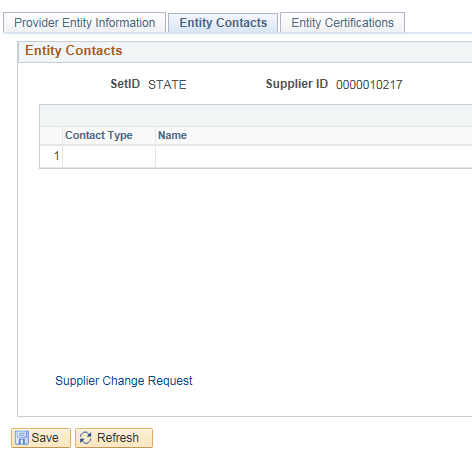 Provider Entity Information Entity Contacts Entity Certifications
Entity Contacts
SetID STATE Supplier ID 0000010217
Contact Type Name
1
Supplier Change Request
Save Refresh